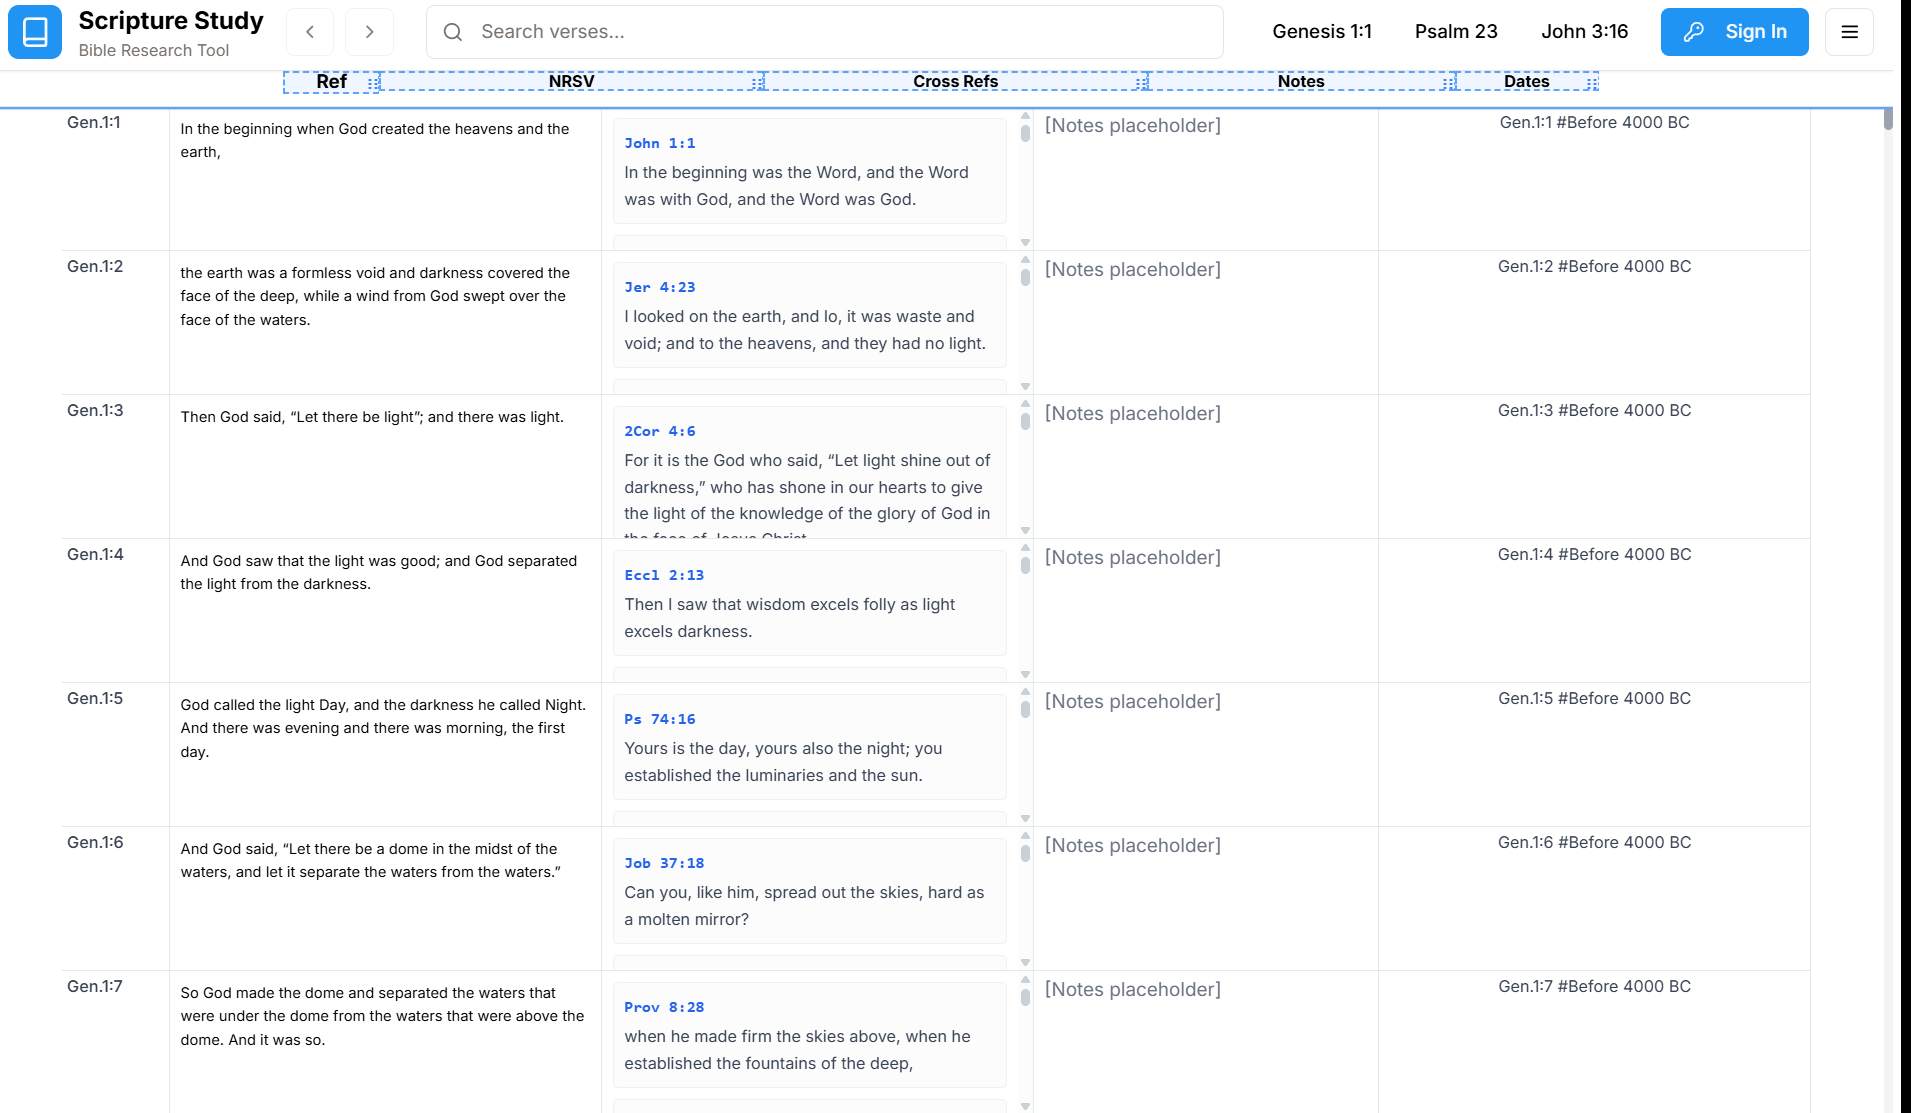 Scripture Study
Bible Research Tool
Search verses...
Genesis 1:1
Psalm 23
John 3:16
Sign In
Ref
NRSV
Cross Refs
Notes
Dates
Gen.1:1
In the beginning when God created the heavens and the
earth,
John 1:1
In the beginning was the Word, and the Word
was with God, and the Word was God.
[Notes placeholder]
Gen.1:1 #Before 4000 BC
Gen.1:2
the earth was a formless void and darkness covered the
face of the deep, while a wind from God swept over the
face of the waters.
Jer 4:23
I looked on the earth, and lo, it was waste and
void; and to the heavens, and they had no light.
[Notes placeholder]
Gen.1:2 #Before 4000 BC
Gen.1:3
Then God said, “Let there be light”; and there was light.
2Cor 4:6
For it is the God who said, “Let light shine out of
darkness,” who has shone in our hearts to give
the light of the knowledge of the glory of God in
the face of Jesus Christ
[Notes placeholder]
Gen.1:3 #Before 4000 BC
Gen.1:4
And God saw that the light was good; and God separated
the light from the darkness.
Eccl 2:13
Then I saw that wisdom excels folly as light
excels darkness.
[Notes placeholder]
Gen.1:4 #Before 4000 BC
Gen.1:5
God called the light Day, and the darkness he called Night.
And there was evening and there was morning, the first
day.
Ps 74:16
Yours is the day, yours also the night; you
established the luminaries and the sun.
[Notes placeholder]
Gen.1:5 #Before 4000 BC
Gen.1:6
And God said, “Let there be a dome in the midst of the
waters, and let it separate the waters from the waters.”
Job 37:18
Can you, like him, spread out the skies, hard as
a molten mirror?
[Notes placeholder]
Gen.1:6 #Before 4000 BC
Gen.1:7
So God made the dome and separated the waters that
were under the dome from the waters that were above the
dome. And it was so.
Prov 8:28
when he made firm the skies above, when he
established the fountains of the deep,
[Notes placeholder]
Gen.1:7 #Before 4000 BC